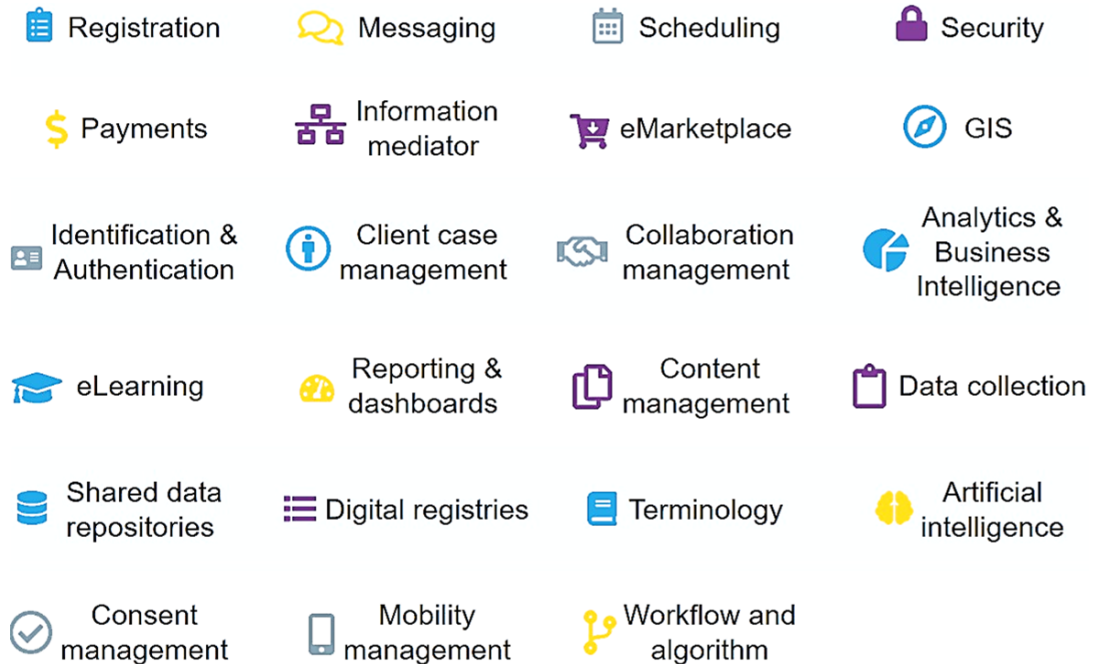 Registration
Messaging
Scheduling
Security
Payments
Information
mediator
eMarketplace
GIS
Identification &
Authentication
Client case
management
Collaboration
management
Analytics &
Business
Intelligence
eLearning
Reporting &
dashboards
Content
management
Data collection
Shared data
repositories
Digital registries
Terminology
Artificial
intelligence
Consent
management
Mobility
management
Workflow and
algorithm